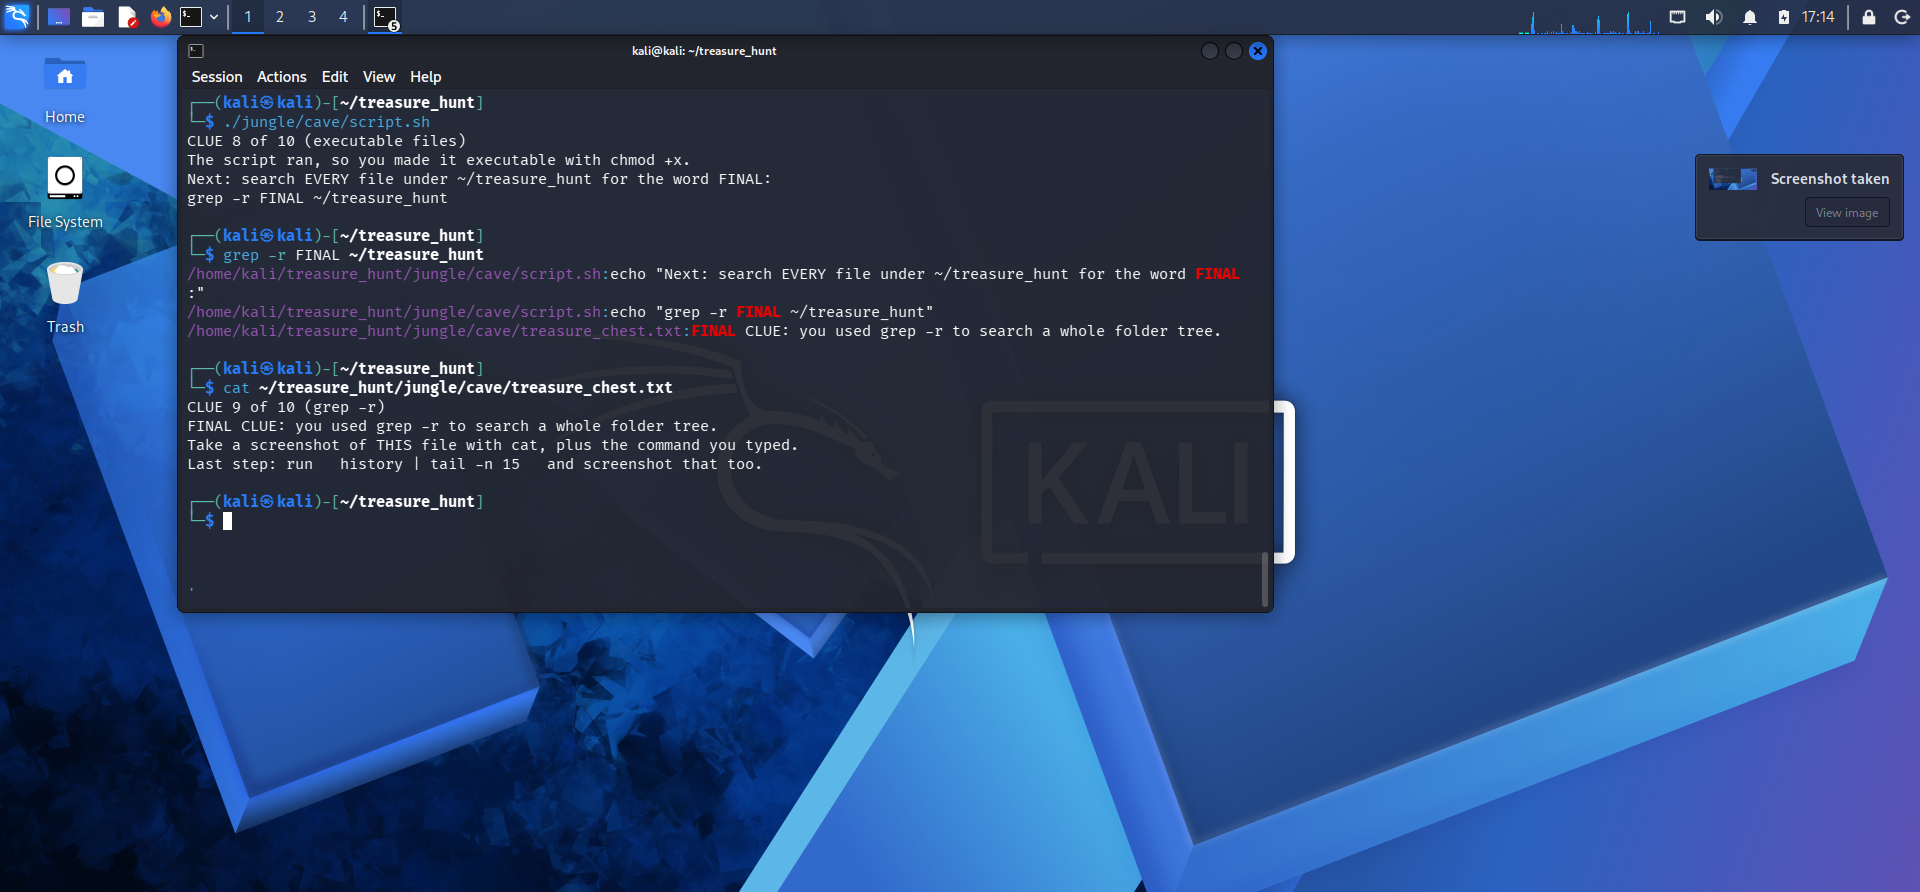 1 2 3 4
5
17:14
kali@kali: ~/treasure_hunt
Session Actions Edit View Help
Home
File System
Trash
┌──(kali㉿kali)-[~/treasure_hunt]
└─$ ./jungle/cave/script.sh
CLUE 8 of 10 (executable files)
The script ran, so you made it executable with chmod +x.
Next: search EVERY file under ~/treasure_hunt for the word FINAL:
grep -r FINAL ~/treasure_hunt
┌──(kali㉿kali)-[~/treasure_hunt]
└─$ grep -r FINAL ~/treasure_hunt
/home/kali/treasure_hunt/jungle/cave/script.sh:echo "Next: search EVERY file under ~/treasure_hunt for the word FINAL
:"
/home/kali/treasure_hunt/jungle/cave/script.sh:echo "grep -r FINAL ~/treasure_hunt"
/home/kali/treasure_hunt/jungle/cave/treasure_chest.txt:FINAL CLUE: you used grep -r to search a whole folder tree.
┌──(kali㉿kali)-[~/treasure_hunt]
└─$ cat ~/treasure_hunt/jungle/cave/treasure_chest.txt
CLUE 9 of 10 (grep -r)
FINAL CLUE: you used grep -r to search a whole folder tree.
Take a screenshot of THIS file with cat, plus the command you typed.
Last step: run   history | tail -n 15   and screenshot that too.
┌──(kali㉿kali)-[~/treasure_hunt]
└─$
KALI
Screenshot taken
View image